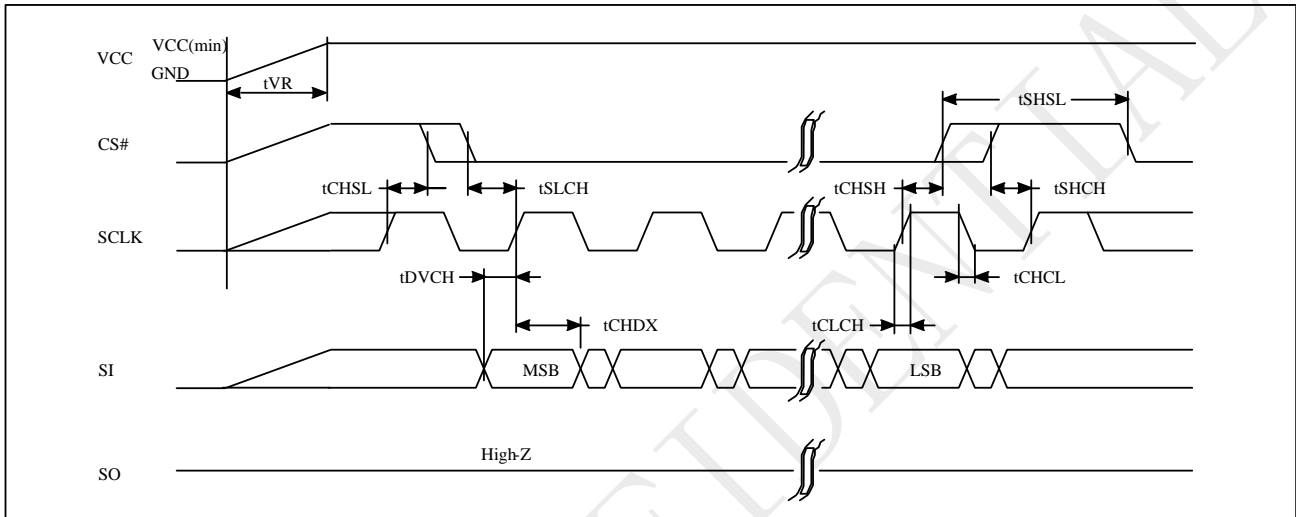 VCC
VCC(min)
GND
tVR
tSHSL
CS#
tCHSL
tSLCH
tCHSH
tSHCH
SCLK
tDVCH
tCHCL
tCHDX
tCLCH
SI
MSB
LSB
High-Z
SO